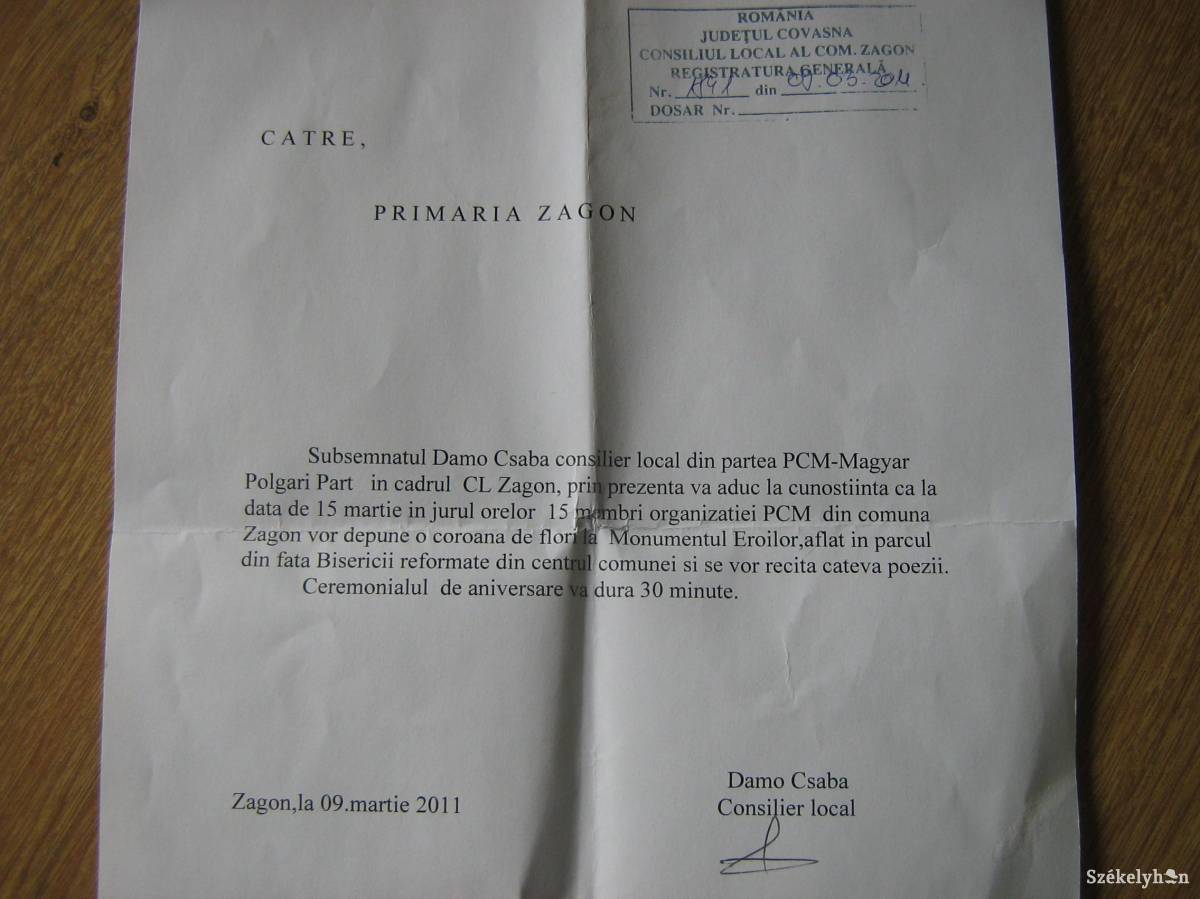 ROMÂNIA
JUDEŢUL COVASNA
CONSILIUL LOCAL AL COM. ZAGON
REGISTRATURA GENERALĂ
Nr. din 09.03.2011.
DOSAR Nr.
CATRE,
PRIMARIA ZAGON
Subsemnatul Damo Csaba consilier local din partea PCM-Magyar
Polgari Part in cadrul CL Zagon, prin prezenta va aduc la cunostiinta ca la
data de 15 martie in jurul orelor 15 membri organizatiei PCM din comuna
Zagon vor depune o coroana de flori la Monumentul Eroilor,aflat in parcul
din fata Bisericii reformate din centrul comunei si se vor recita cateva poezii.
Ceremonialul de aniversare va dura 30 minute.
Damo Csaba
Zagon,la 09.martie 2011
Consilier local
Székelyhon